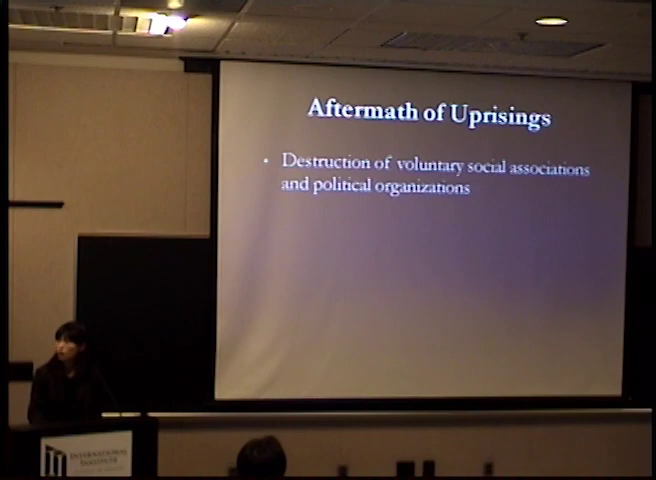 Aftermath of Uprisings
• Destruction of voluntary social associations
and political organizations
INTERNATIONAL
INSTITUTE